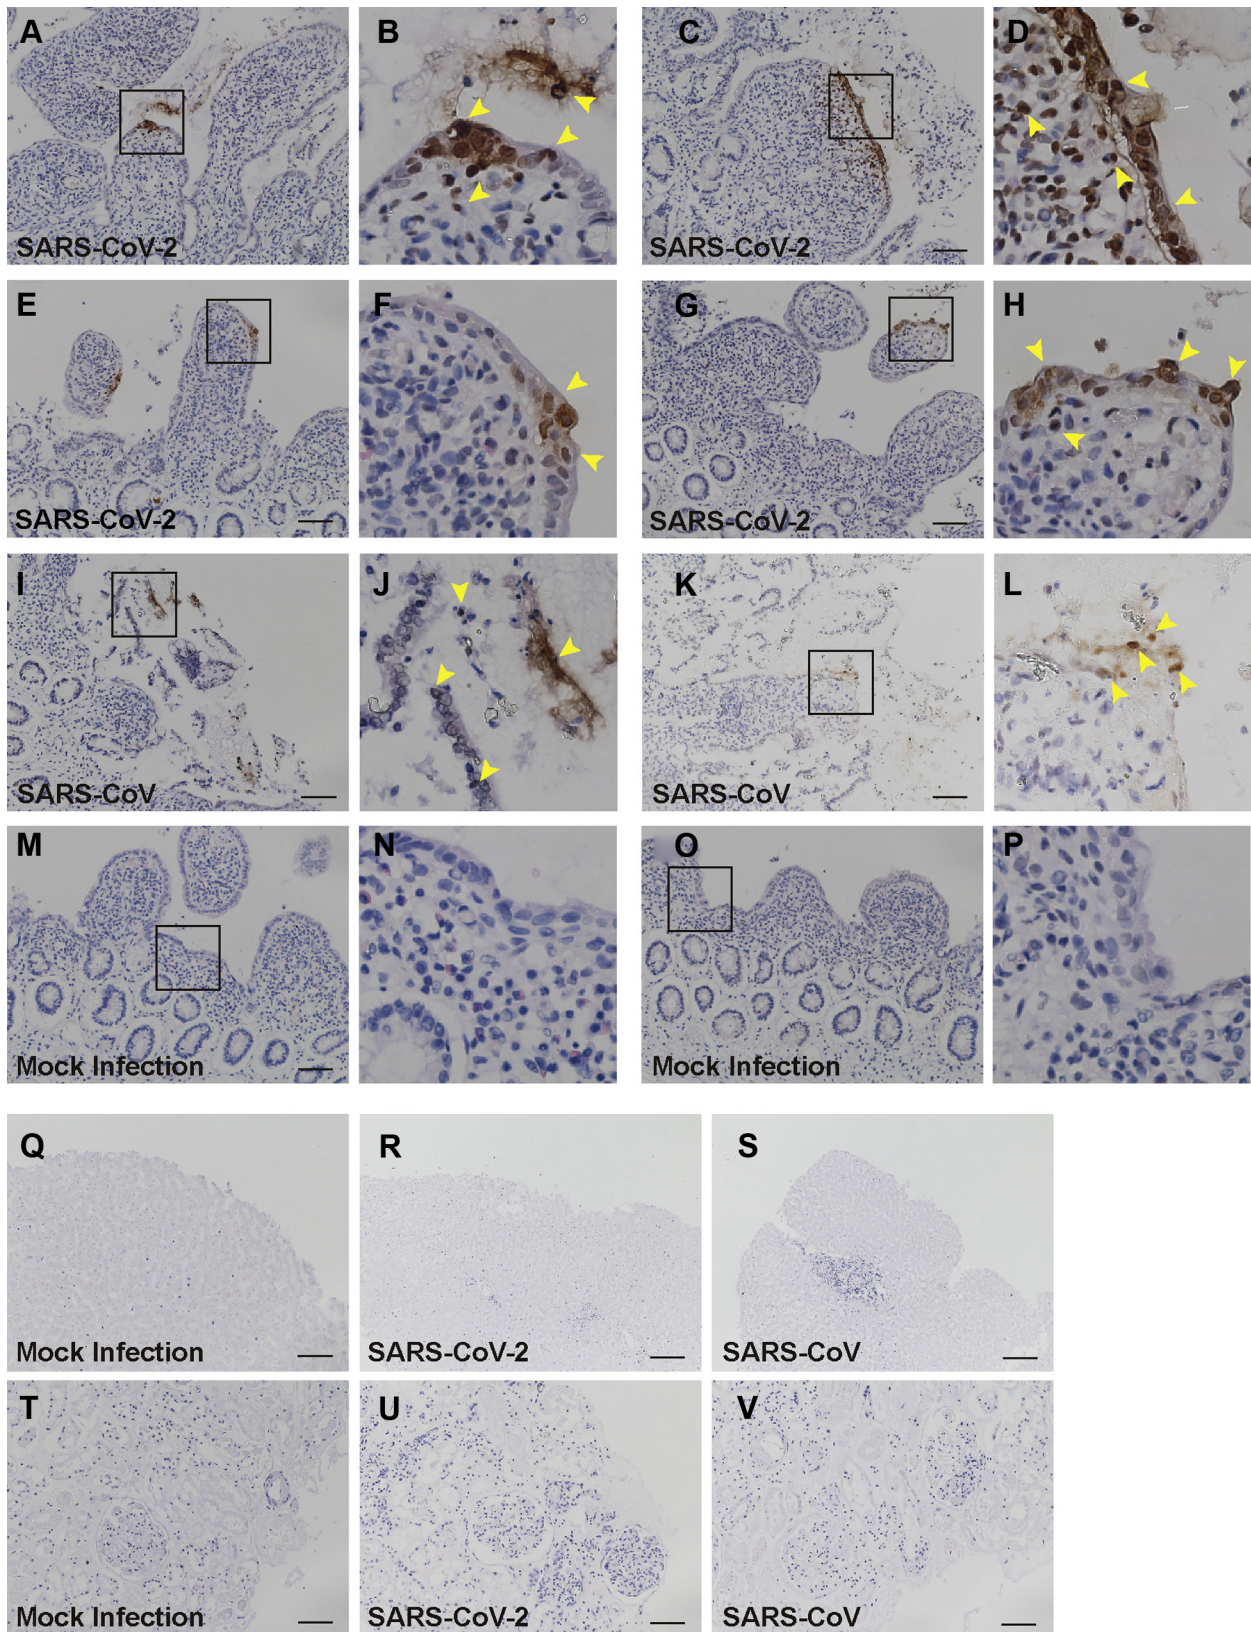 A B C D
SARS-CoV-2 SARS-CoV-2
E F G H
SARS-CoV-2 SARS-CoV-2
I J K L
SARS-CoV SARS-CoV
M N O P
Mock Infection Mock Infection
Q R S
Mock Infection SARS-CoV-2 SARS-CoV
T U V
Mock Infection SARS-CoV-2 SARS-CoV